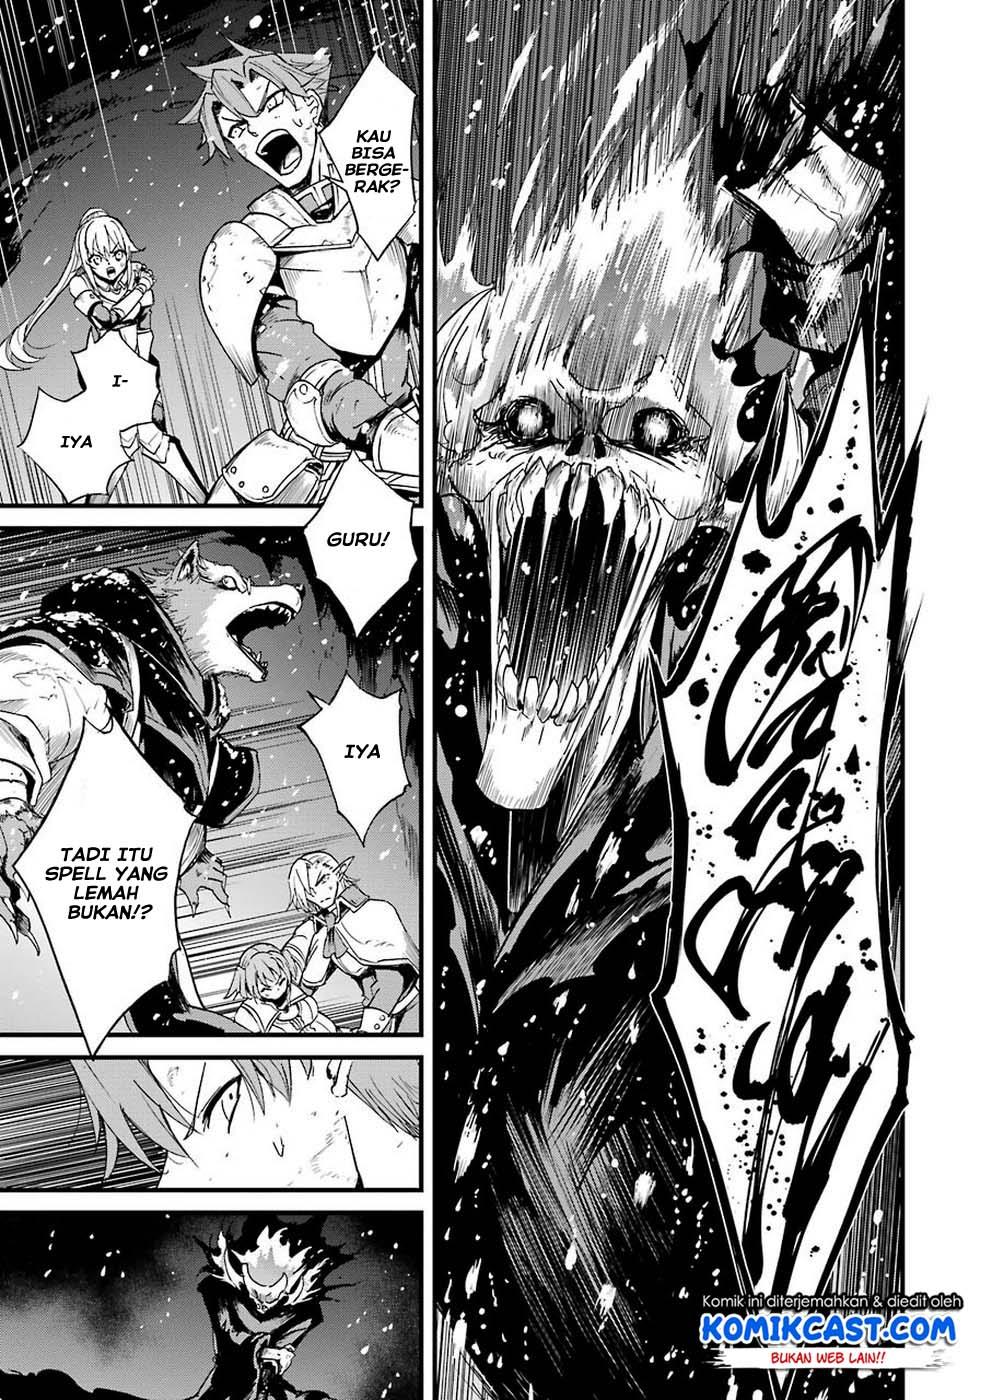 KAU
BISA
BERGE-
RAK?
I-
IYA
GURU!
IYA
TADI ITU
SPELL YANG
LEMAH
BUKAN!?
Komik ini diterjemahkan & diedit oleh
KOMIKCAST.COM
BUKAN WEB LAIN!!